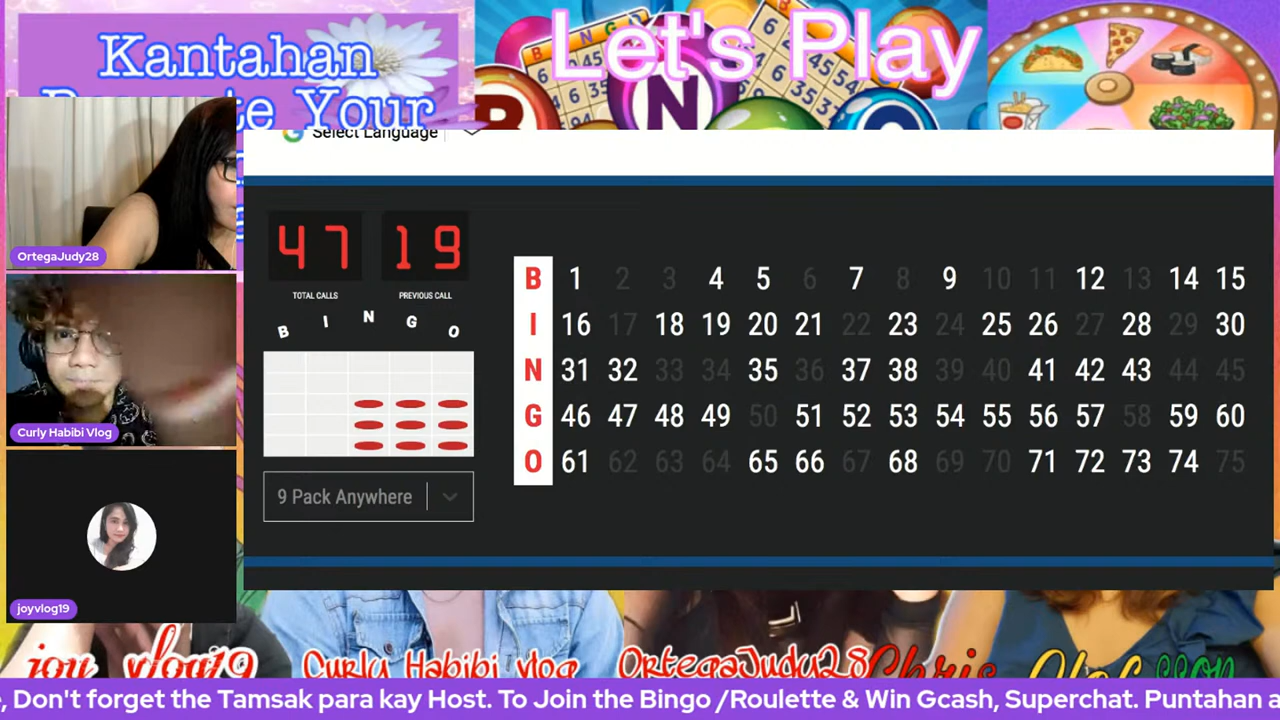 Kantahan
Let's Play
Your
Select Language
OrtegaJudy28
Curly Habibi Vlog
joyvlog19
47 19
TOTAL CALLS PREVIOUS CALL
B I N G O
9 Pack Anywhere
B 1 2 3 4 5 6 7 8 9 10 11 12 13 14 15
I 16 17 18 19 20 21 22 23 24 25 26 27 28 29 30
N 31 32 33 34 35 36 37 38 39 40 41 42 43 44 45
G 46 47 48 49 50 51 52 53 54 55 56 57 58 59 60
O 61 62 63 64 65 66 67 68 69 70 71 72 73 74 75
joy vlog19 Curly Habibi vlog OrtegaJudy28 Chris
, Don't forget the Tamsak para kay Host. To Join the Bingo /Roulette & Win Gcash, Superchat. Puntahan